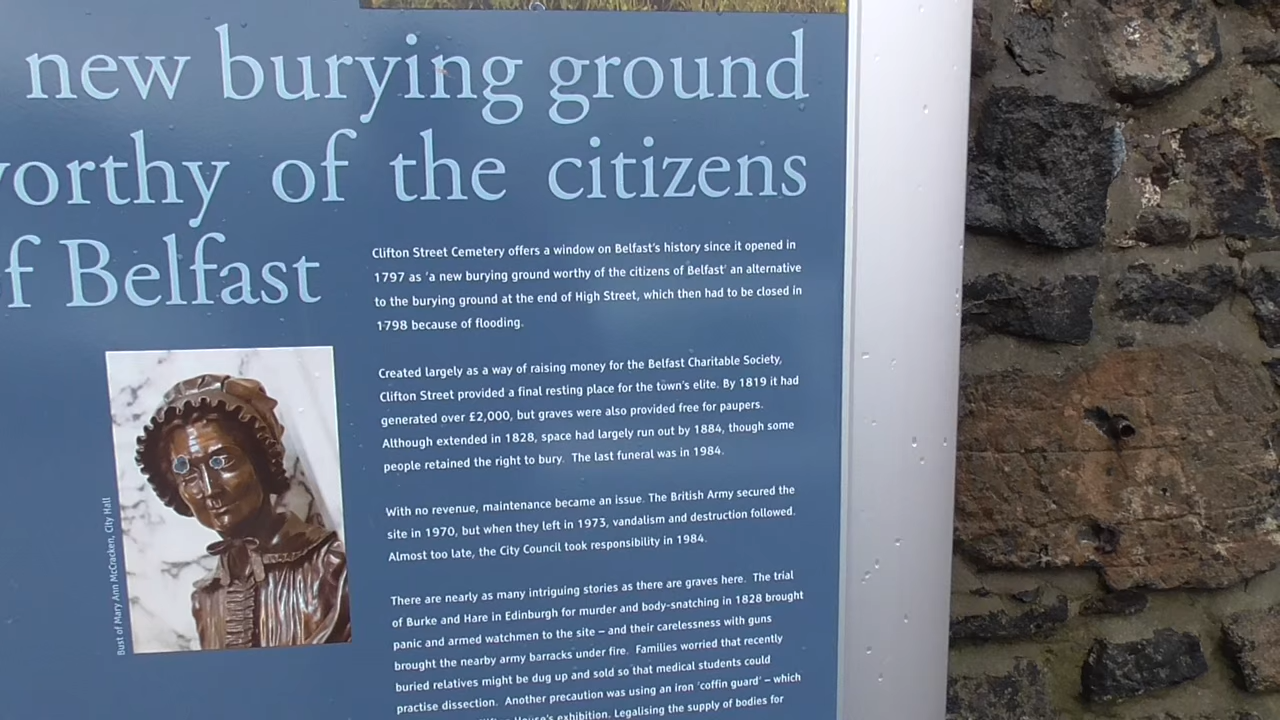 new burying ground
of the citizens
Belfast
Clifton Street Cemetery offers a window on Belfast's history since it opened in
1797 as 'a new burying ground worthy of the citizens of Belfast' an alternative
to the burying ground at the end of High Street, which then had to be closed in
1798 because of flooding.
Created largely as a way of raising money for the Belfast Charitable Society,
Clifton Street provided a final resting place for the town's elite. By 1819 it had
generated over £2,000, but graves were also provided free for paupers.
Although extended in 1828, space had largely run out by 1884, though some
people retained the right to bury. The last funeral was in 1984.
With no revenue, maintenance became an issue. The British Army secured the
site in 1970, but when they left in 1973, vandalism and destruction followed.
Almost too late, the City Council took responsibility in 1984.
There are nearly as many intriguing stories as there are graves here. The trial
of Burke and Hare in Edinburgh for murder and body-snatching in 1828 brought
panic and armed watchmen to the site – and their carelessness with guns
brought the nearby army barracks under fire. Families worried that recently
buried relatives might be dug up and sold so that medical students could
practise dissection. Another precaution was using an iron 'coffin guard' – which
House's exhibition. Legalising the supply of bodies for
Bust of Mary Ann McCracken, City Hall